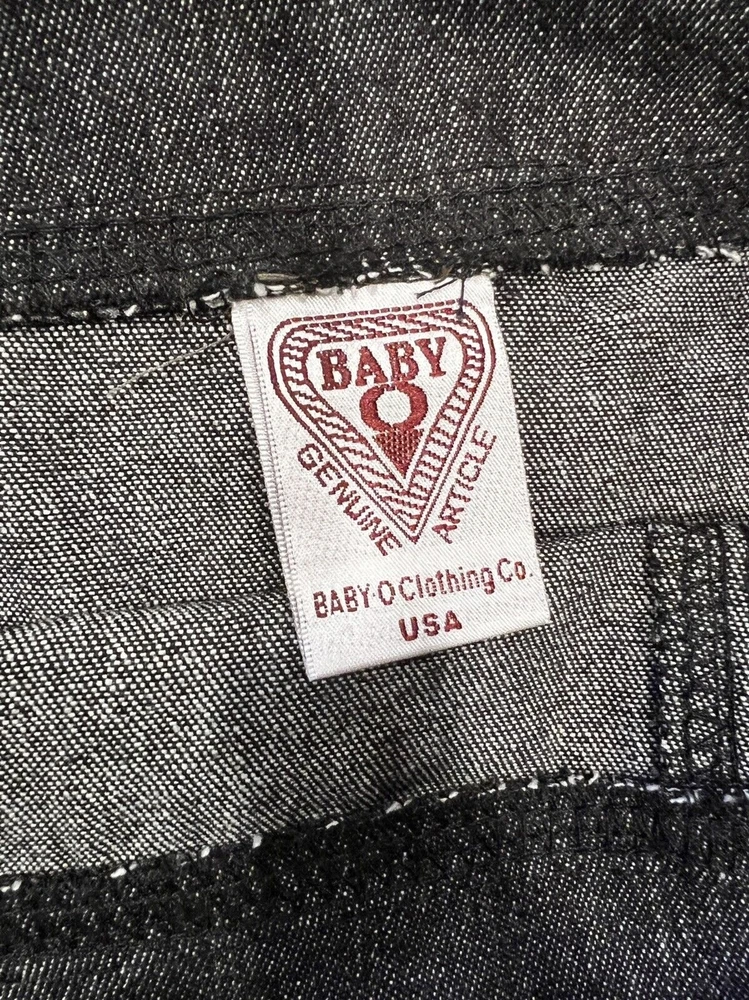 BABY
O
GENUINE ARTICLE
BABY-O Clothing Co.
USA